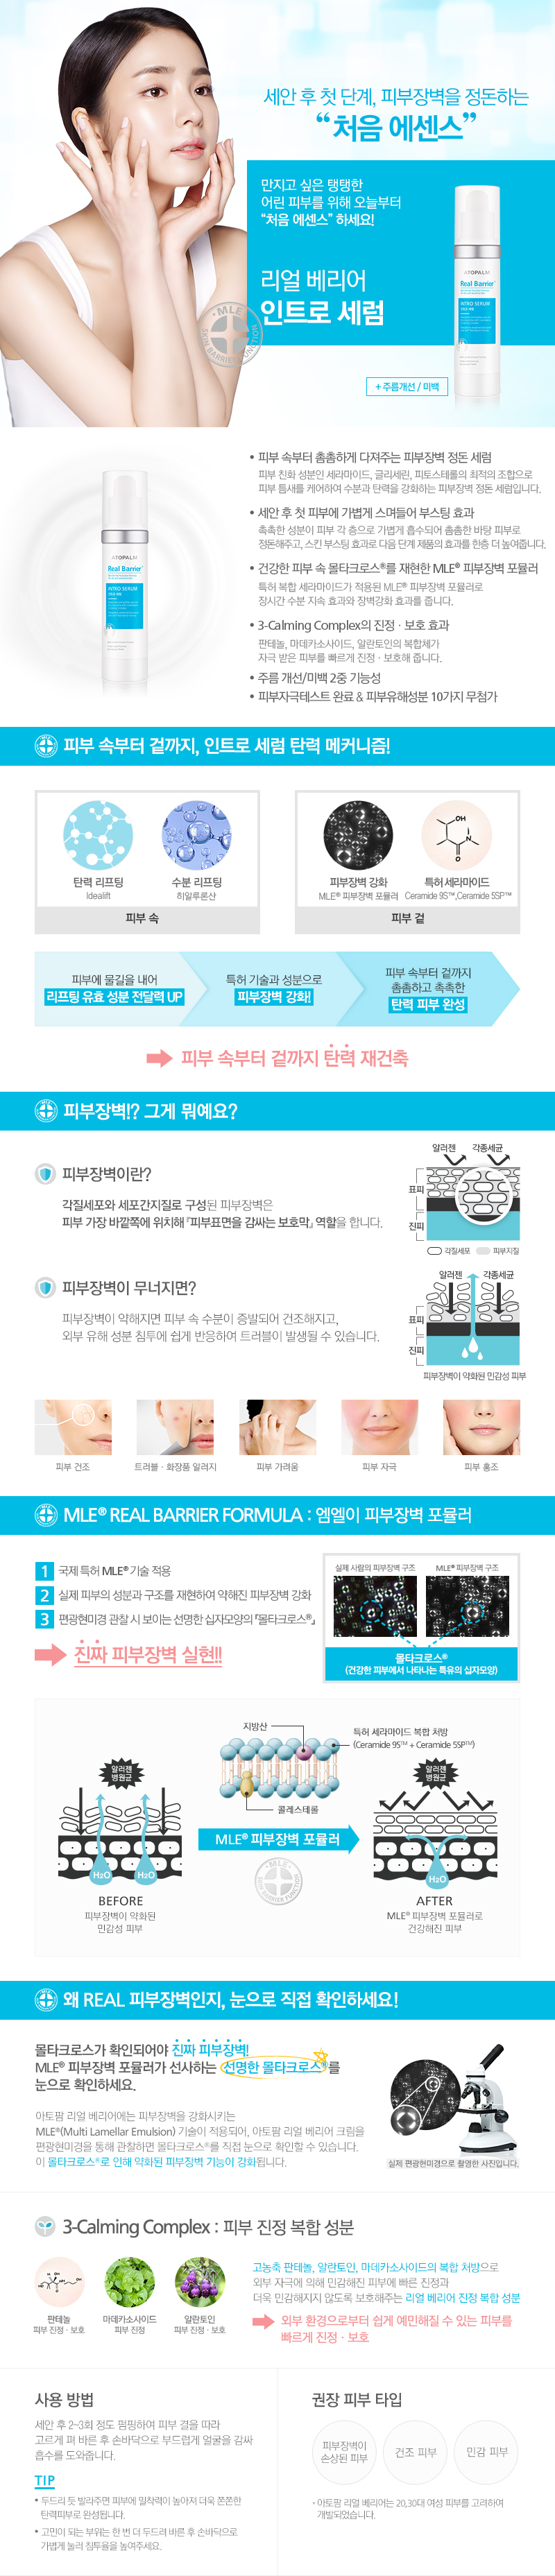 세안 후 첫 단계, 피부장벽을 정돈하는
“처음 에센스”
만지고 싶은 탱탱한
어린 피부를 위해 오늘부터
“처음 에센스” 하세요!
리얼 베리어
인트로 세럼
MLE
SKIN BARRIER FUNCTION
ATOPALM
Real Barrier
INTRO SERUM
+ 주름개선 / 미백
ATOPALM
Real Barrier
INTRO SERUM
• 피부 속부터 촘촘하게 다져주는 피부장벽 정돈 세럼
피부 친화 성분인 세라마이드, 글리세린, 피토스테롤의 최적의 조합으로
피부 틈새를 케어하여 수분과 탄력을 강화하는 피부장벽 정돈 세럼입니다.
• 세안 후 첫 피부에 가볍게 스며들어 부스팅 효과
촉촉한 성분이 피부 각 층으로 가볍게 흡수되어 촘촘한 바탕 피부로
정돈해주고, 스킨 부스팅 효과로 다음 단계 제품의 효과를 한층 더 높여줍니다.
• 건강한 피부 속 몰타크로스®를 재현한 MLE® 피부장벽 포뮬러
특허 복합 세라마이드가 적용된 MLE® 피부장벽 포뮬러로
장시간 수분 지속 효과와 장벽강화 효과를 줍니다.
• 3-Calming Complex의 진정 · 보호 효과
판테놀, 마데카소사이드, 알란토인의 복합체가
자극 받은 피부를 빠르게 진정 · 보호해 줍니다.
• 주름 개선/미백 2중 기능성
• 피부자극테스트 완료 & 피부유해성분 10가지 무첨가
피부 속부터 겉까지, 인트로 세럼 탄력 메커니즘!
탄력 리프팅
Idealift
수분 리프팅
히알루론산
피부 속
OH
N
O
피부장벽 강화
MLE® 피부장벽 포뮬러
특허 세라마이드
Ceramide 9S™,Ceramide 5SP™
피부 겉
피부에 물길을 내어
리프팅 유효 성분 전달력 UP
특허 기술과 성분으로
피부장벽 강화!
피부 속부터 겉까지
촘촘하고 촉촉한
탄력 피부 완성
피부 속부터 겉까지 탄력 재건축
피부장벽!? 그게 뭐예요?
피부장벽이란?
각질세포와 세포간지질로 구성된 피부장벽은
피부 가장 바깥쪽에 위치해 『피부표면을 감싸는 보호막』 역할을 합니다.
알러젠 각종세균
표피
진피
각질세포 피부지질
피부장벽이 무너지면?
피부장벽이 약해지면 피부 속 수분이 증발되어 건조해지고,
외부 유해 성분 침투에 쉽게 반응하여 트러블이 발생될 수 있습니다.
알러젠 각종세균
표피
진피
피부장벽이 약화된 민감성 피부
피부 건조
트러블 · 화장품 알러지
피부 가려움
피부 자극
피부 홍조
MLE® REAL BARRIER FORMULA : 엠엘이 피부장벽 포뮬러
1 국제 특허 MLE® 기술 적용
2 실제 피부의 성분과 구조를 재현하여 약해진 피부장벽 강화
3 편광현미경 관찰 시 보이는 선명한 십자모양의 『몰타크로스®』
진짜 피부장벽 실현!!
실제 사람의 피부장벽 구조
MLE® 피부장벽 구조
몰타크로스®
(건강한 피부에서 나타나는 특유의 십자모양)
지방산
특허 세라마이드 복합 처방
(Ceramide 9S™ + Ceramide 5SP™)
콜레스테롤
알러젠
병원균
H₂O
H₂O
BEFORE
피부장벽이 약화된
민감성 피부
MLE® 피부장벽 포뮬러
MLE
SKIN BARRIER FUNCTION
알러젠
병원균
H₂O
AFTER
MLE® 피부장벽 포뮬러로
건강해진 피부
왜 REAL 피부장벽인지, 눈으로 직접 확인하세요!
몰타크로스가 확인되어야 진짜 피부장벽!
MLE® 피부장벽 포뮬러가 선사하는 선명한 몰타크로스®를
눈으로 확인하세요.
아토팜 리얼 베리어에는 피부장벽을 강화시키는
MLE®(Multi Lamellar Emulsion) 기술이 적용되어, 아토팜 리얼 베리어 크림을
편광현미경을 통해 관찰하면 몰타크로스®를 직접 눈으로 확인할 수 있습니다.
이 몰타크로스®로 인해 약화된 피부장벽 기능이 강화됩니다.
실제 편광현미경으로 촬영한 사진입니다.
3-Calming Complex : 피부 진정 복합 성분
판테놀
피부 진정 · 보호
마데카소사이드
피부 진정
알란토인
피부 진정 · 보호
고농축 판테놀, 알란토인, 마데카소사이드의 복합 처방으로
외부 자극에 의해 민감해진 피부에 빠른 진정과
더욱 민감해지지 않도록 보호해주는 리얼 베리어 진정 복합 성분
외부 환경으로부터 쉽게 예민해질 수 있는 피부를
빠르게 진정 · 보호
사용 방법
세안 후 2~3회 정도 펌핑하여 피부 결을 따라
고르게 펴 바른 후 손바닥으로 부드럽게 얼굴을 감싸
흡수를 도와줍니다.
TIP
• 두드리 듯 발라주면 피부에 밀착력이 높아져 더욱 쫀쫀한
탄력피부로 완성됩니다.
• 고민이 되는 부위는 한 번 더 두드려 바른 후 손바닥으로
가볍게 눌러 침투율을 높여주세요.
권장 피부 타입
피부장벽이
손상된 피부
건조 피부
민감 피부
• 아토팜 리얼 베리어는 20,30대 여성 피부를 고려하여
개발되었습니다.